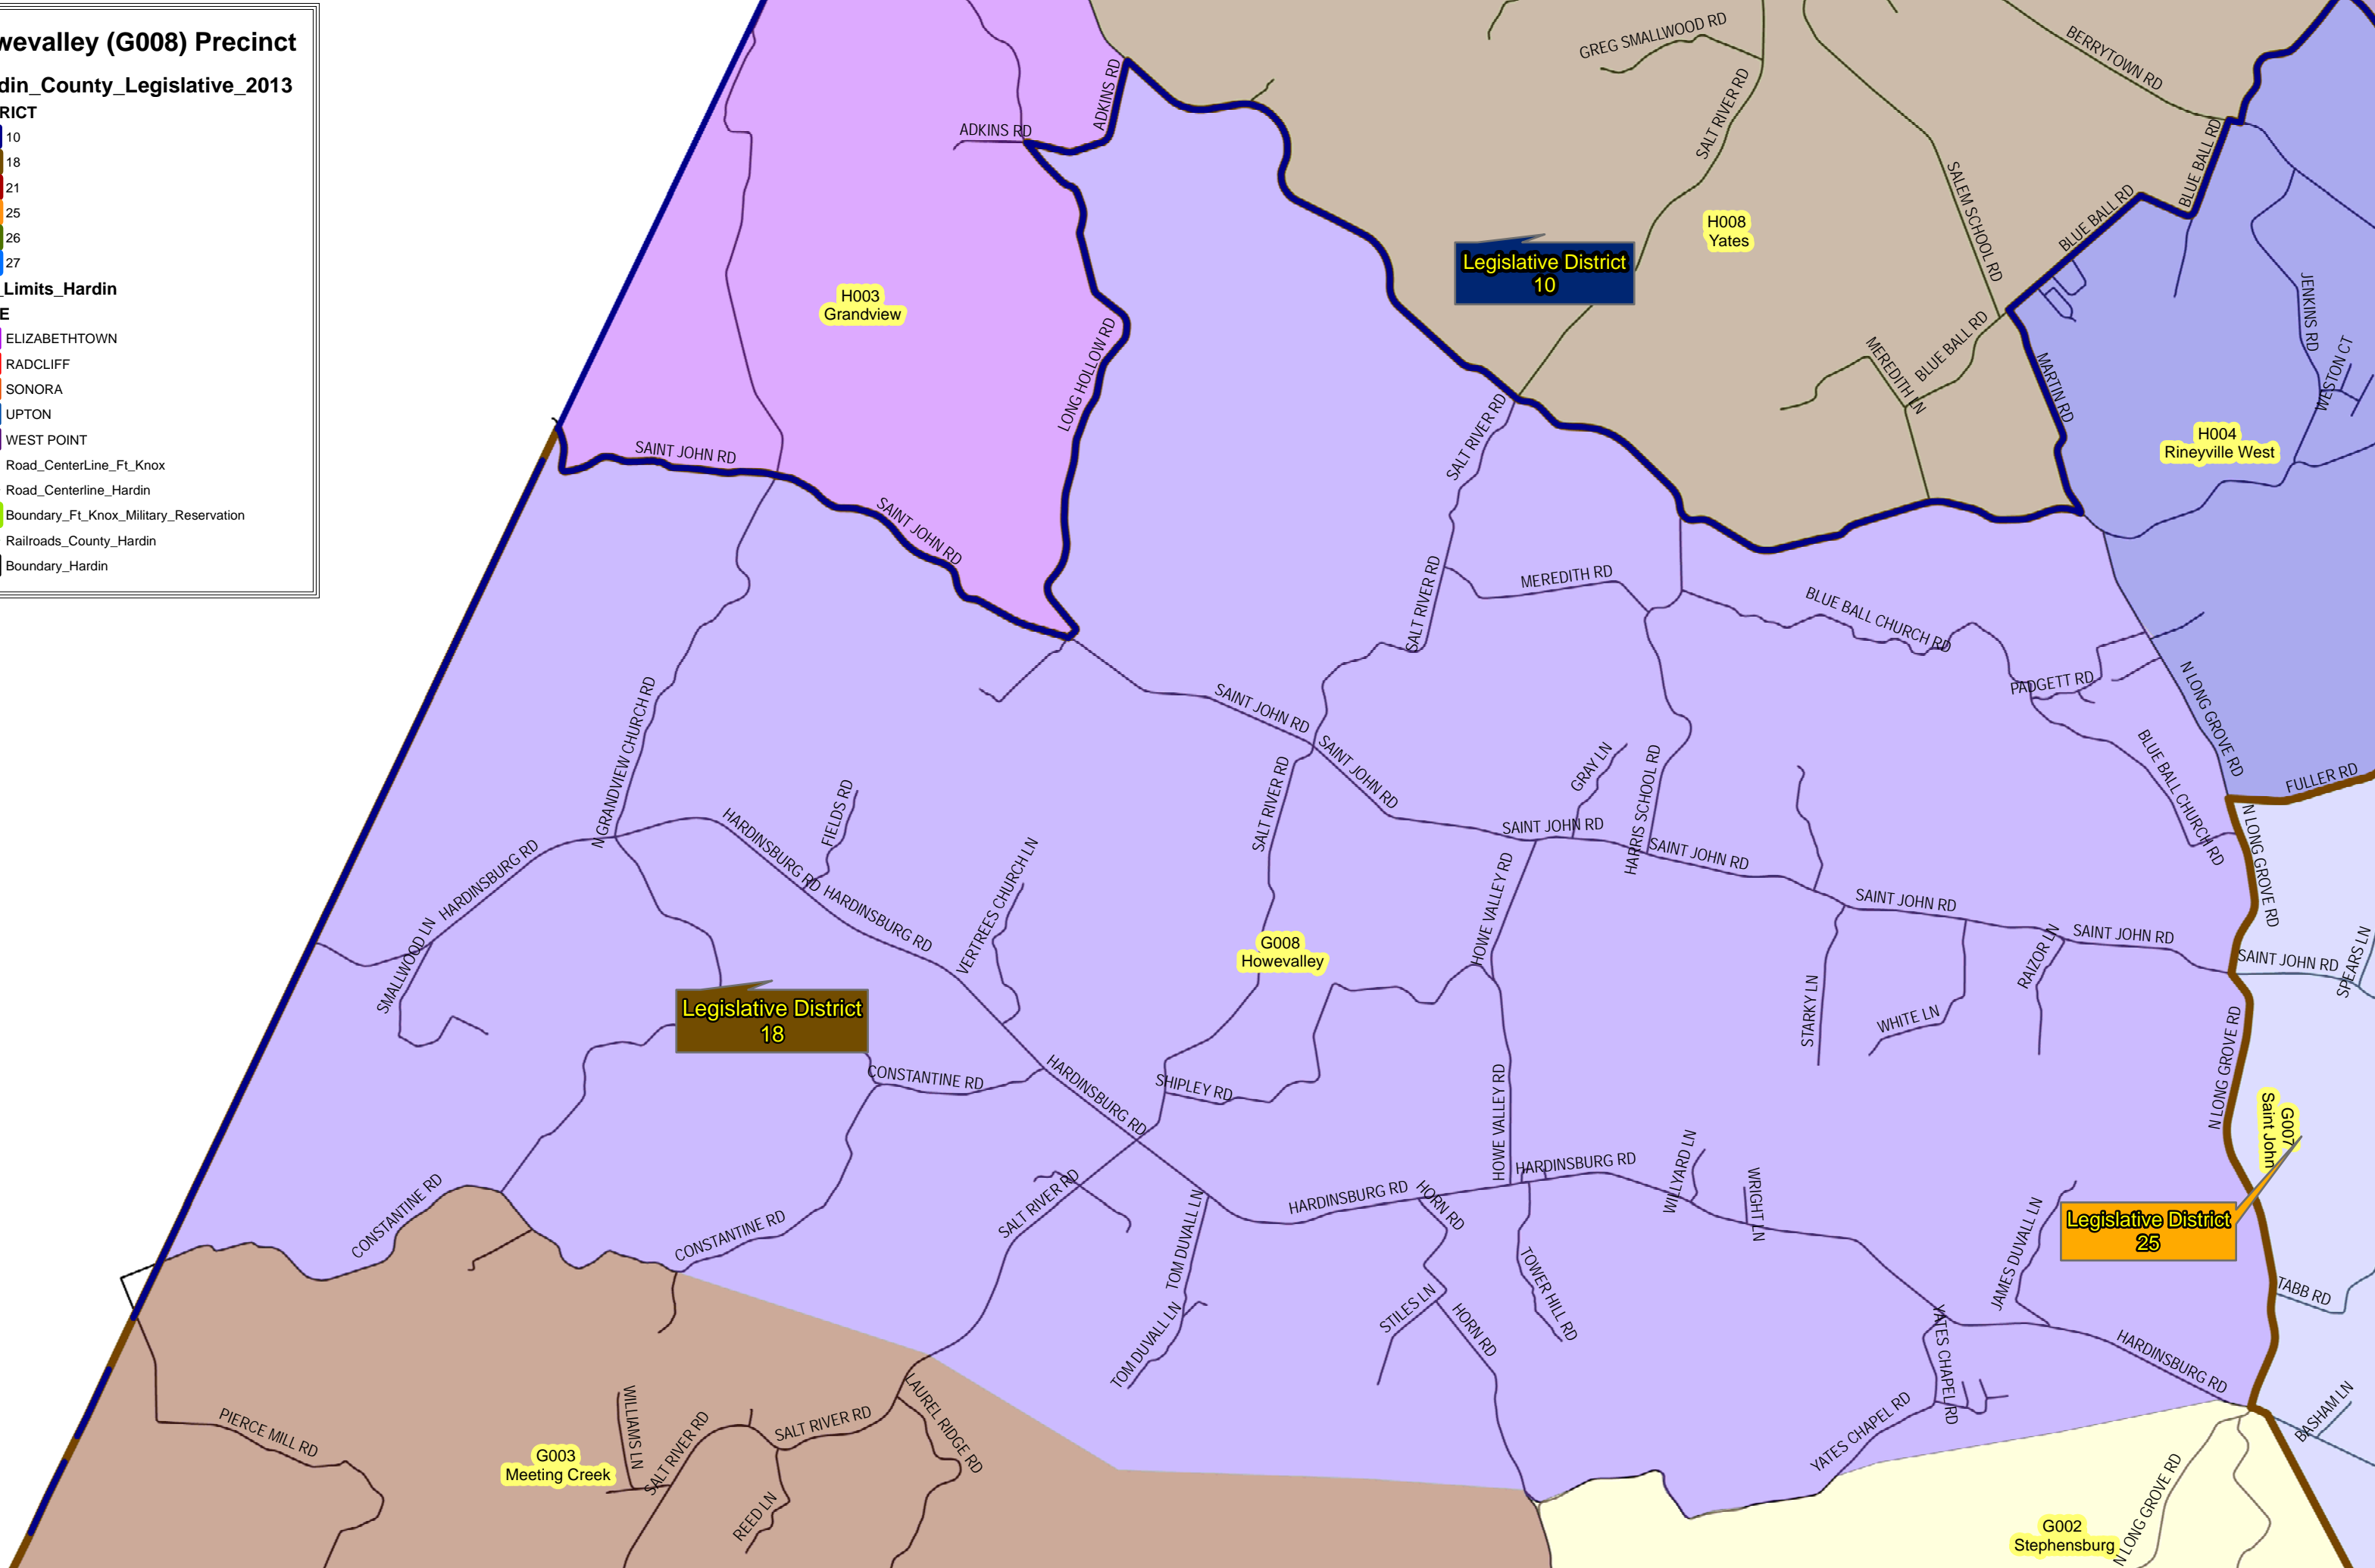 wevalley (G008) Precinct
din_County_Legislative_2013
RICT
10
18
21
25
26
27
_Limits_Hardin
E
ELIZABETHTOWN
RADCLIFF
SONORA
UPTON
WEST POINT
Road_CenterLine_Ft_Knox
Road_Centerline_Hardin
Boundary_Ft_Knox_Military_Reservation
Railroads_County_Hardin
Boundary_Hardin
GREG SMALLWOOD RD
BERRYTOWN RD
ADKINS RD
ADKINS RD
SALT RIVER RD
BLUE BALL RD
SALEM SCHOOL RD
BLUE BALL RD
H008
Yates
Legislative District
10
H003
Grandview
JENKINS RD
LONG HOLLOW RD
BLUE BALL RD
MEREDITH LN
MARTIN RD
WESTON CT
SALT RIVER RD
H004
Rineyville West
SAINT JOHN RD
SAINT JOHN RD
SALT RIVER RD
MEREDITH RD
BLUE BALL CHURCH RD
PADGETT RD
N LONG GROVE RD
N GRANDVIEW CHURCH RD
SAINT JOHN RD
SAINT JOHN RD
SALT RIVER RD
GRAY LN
HARRIS SCHOOL RD
BLUE BALL CHURCH RD
FULLER RD
N LONG GROVE RD
FIELDS RD
HARDINSBURG RD
HARDINSBURG RD
HARDINSBURG RD
VERTREES CHURCH LN
SAINT JOHN RD
SAINT JOHN RD
HOWE VALLEY RD
SAINT JOHN RD
SAINT JOHN RD
SAINT JOHN RD
SMALLWOOD LN
G008
Howevalley
STARKY LN
WHITE LN
RAIZOR LN
SPEARS LN
Legislative District
18
CONSTANTINE RD
HARDINSBURG RD
SHIPLEY RD
HOWE VALLEY RD
N LONG GROVE RD
G007
Saint John
CONSTANTINE RD
CONSTANTINE RD
SALT RIVER RD
TOM DUVALL LN
HARDINSBURG RD
HORN RD
HARDINSBURG RD
WILLYARD LN
WRIGHT LN
JAMES DUVALL LN
Legislative District
25
TABB RD
TOWER HILL RD
STILES LN
HORN RD
TOM DUVALL LN
YATES CHAPEL RD
HARDINSBURG RD
YATES CHAPEL RD
BASHAM LN
PIERCE MILL RD
WILLIAMS LN
SALT RIVER RD
SALT RIVER RD
LAUREL RIDGE RD
G003
Meeting Creek
REED LN
N LONG GROVE RD
G002
Stephensburg